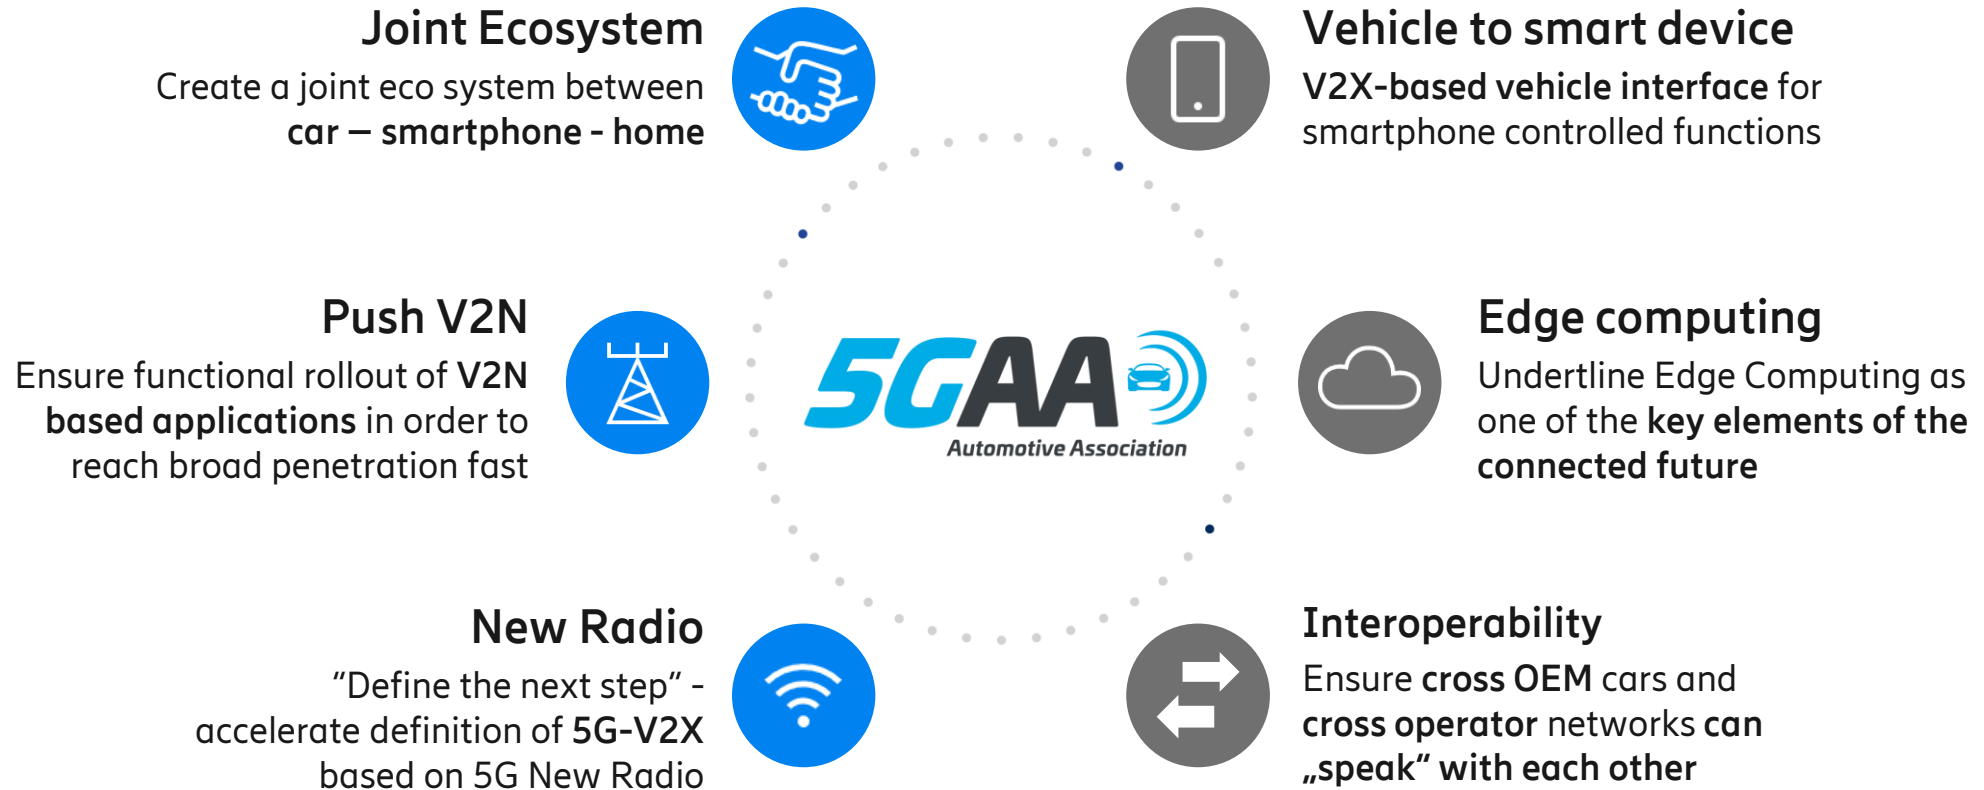 Joint Ecosystem
Create a joint eco system between
car – smartphone - home
Vehicle to smart device
V2X-based vehicle interface for
smartphone controlled functions
Push V2N
Ensure functional rollout of V2N
based applications in order to
reach broad penetration fast
5GAA
Automotive Association
Edge computing
Undertline Edge Computing as
one of the key elements of the
connected future
New Radio
“Define the next step” -
accelerate definition of 5G-V2X
based on 5G New Radio
Interoperability
Ensure cross OEM cars and
cross operator networks can
„speak“ with each other